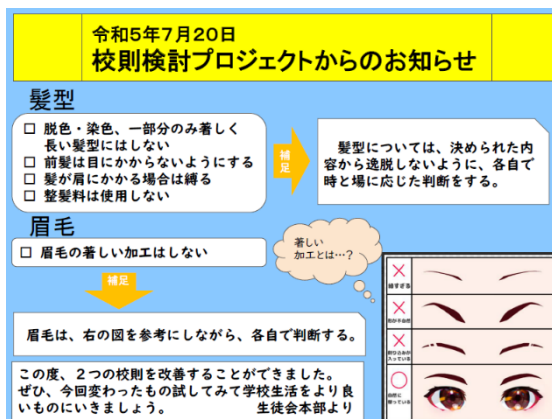 令和5年7月20日
校則検討プロジェクトからのお知らせ
髪型
□ 脱色・染色、一部分のみ著しく
長い髪型にはしない
□ 前髪は目にかからないようにする
□ 髪が肩にかかる場合は縛る
□ 整髪料は使用しない
補足
髪型については、決められた内
容から逸脱しないように、各自で
時と場に応じた判断をする。
眉毛
□ 眉毛の著しい加工はしない
著しい
加工とは…?
補足
眉毛は、右の図を参考にしながら、各自で判断する。
この度、2つの校則を改善することができました。
ぜひ、今回変わったもの試してみて学校生活をより良
いものにいきましょう。 生徒会本部より
×
細すぎる
×
×
○